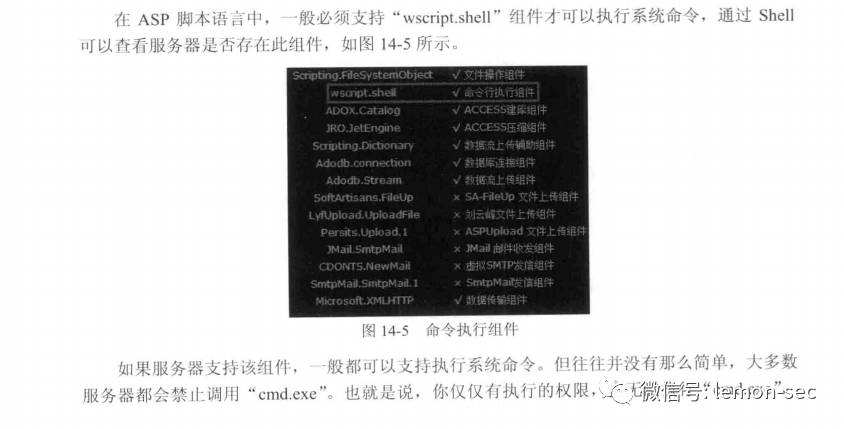 在 ASP 脚本语言中，一般必须支持“wscript.shell”组件才可以执行系统命令，通过 Shell
可以查看服务器是否存在此组件，如图 14-5 所示。
Scripting.FileSystemObject √ 文件操作组件
wscript.shell √ 命令行执行组件
ADOX.Catalog √ ACCESS建库组件
JRO.JetEngine √ ACCESS压缩组件
Scripting.Dictionary √ 数据流上传辅助组件
Adodb.connection √ 数据库连接组件
Adodb.Stream √ 数据流上传组件
SoftArtisans.FileUp × SA-FileUp 文件上传组件
LyfUpload.UploadFile × 刘云峰文件上传组件
Persits.Upload.1 × ASPUpload 文件上传组件
JMail.SmtpMail × JMail 邮件收发组件
CDONTS.NewMail × 虚拟SMTP发信组件
SmtpMail.SmtpMail.1 × SmtpMail发信组件
Microsoft.XMLHTTP √ 数据传输组件
图 14-5 命令执行组件
如果服务器支持该组件，一般都可以支持执行系统命令。但往往并没有那么简单，大多数
服务器都会禁止调用“cmd.exe”。也就是说，你仅仅有执行的权限，
微信号: lemon-sec